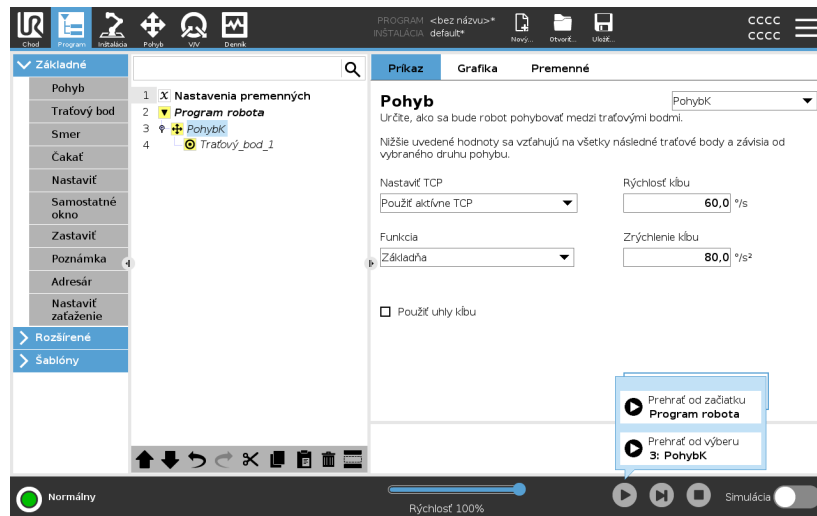 UR
Chod
Program
Inštalácia
Pohyb
V/V
Denník
PROGRAM <bez názvu>*
INŠTALÁCIA default*
Nový...
Otvoriť...
Uložiť...
CCCC
CCCC
Základné
Pohyb
Traťový bod
Smer
Čakať
Nastaviť
Samostatné
okno
Zastaviť
Poznámka
Adresár
Nastaviť
zaťaženie
Rozšírené
Šablóny
1 X Nastavenia premenných
2 Program robota
3 PohybK
4 Traťový_bod_1
Príkaz
Grafika
Premenné
Pohyb
PohybK
Určite, ako sa bude robot pohybovať medzi traťovými bodmi.
Nižšie uvedené hodnoty sa vzťahujú na všetky následné traťové body a závisia od
vybraného druhu pohybu.
Nastaviť TCP
Rýchlosť kĺbu
Použiť aktívne TCP
60,0 °/s
Funkcia
Zrýchlenie kĺbu
Základňa
80,0 °/s²
Použiť uhly kĺbu
Prehrať od začiatku
Program robota
Prehrať od výberu
3: PohybK
Normálny
Rýchlosť 100%
Simulácia